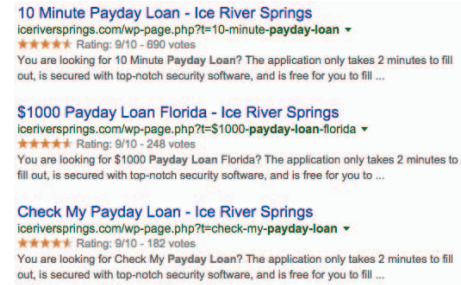 10 Minute Payday Loan - Ice River Springs
iceriversprings.com/wp-page.php?t=10-minute-payday-loan
Rating: 9/10 - 690 votes
You are looking for 10 Minute Payday Loan? The application only takes 2 minutes to fill
out, is secured with top-notch security software, and is free for you to fill ...
$1000 Payday Loan Florida - Ice River Springs
iceriversprings.com/wp-page.php?t=$1000-payday-loan-florida
Rating: 9/10 - 248 votes
You are looking for $1000 Payday Loan Florida? The application only takes 2 minutes to
fill out, is secured with top-notch security software, and is free for you to ...
Check My Payday Loan - Ice River Springs
iceriversprings.com/wp-page.php?t=check-my-payday-loan
Rating: 9/10 - 182 votes
You are looking for Check My Payday Loan? The application only takes 2 minutes to fill
out, is secured with top-notch security software, and is free for you to fill ...